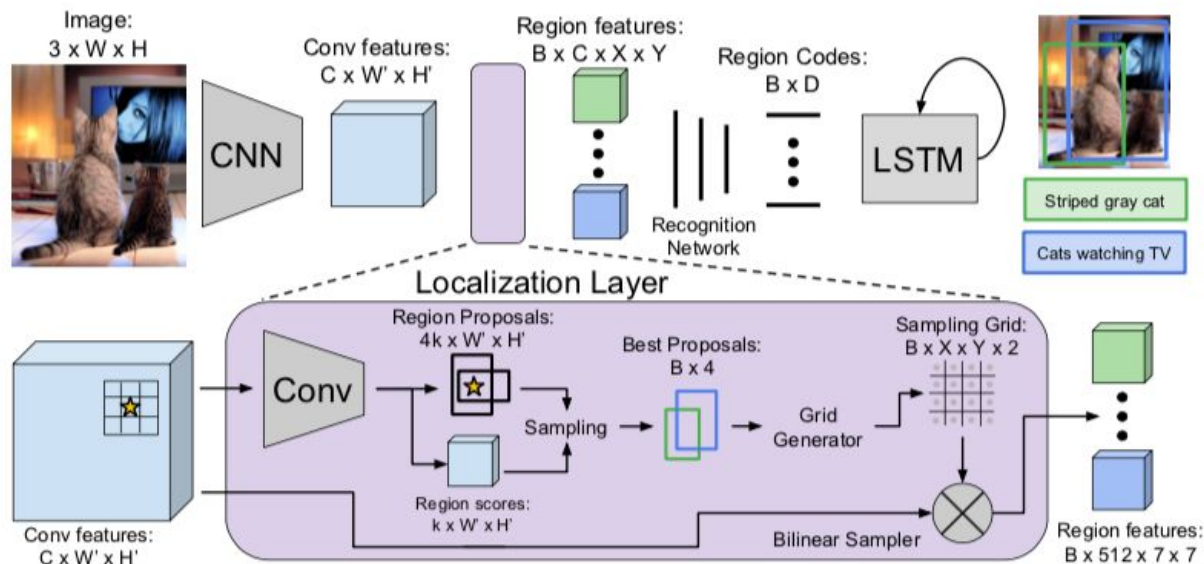 Image:
3 x W x H
CNN
Conv features:
C x W' x H'
Region features:
B x C x X x Y
Recognition
Network
Region Codes:
B x D
LSTM
Striped gray cat
Cats watching TV
Localization Layer
Conv features:
C x W' x H'
Conv
Region Proposals:
4k x W' x H'
Region scores:
k x W' x H'
Sampling
Best Proposals:
B x 4
Grid
Generator
Sampling Grid:
B x X x Y x 2
Bilinear Sampler
Region features:
B x 512 x 7 x 7